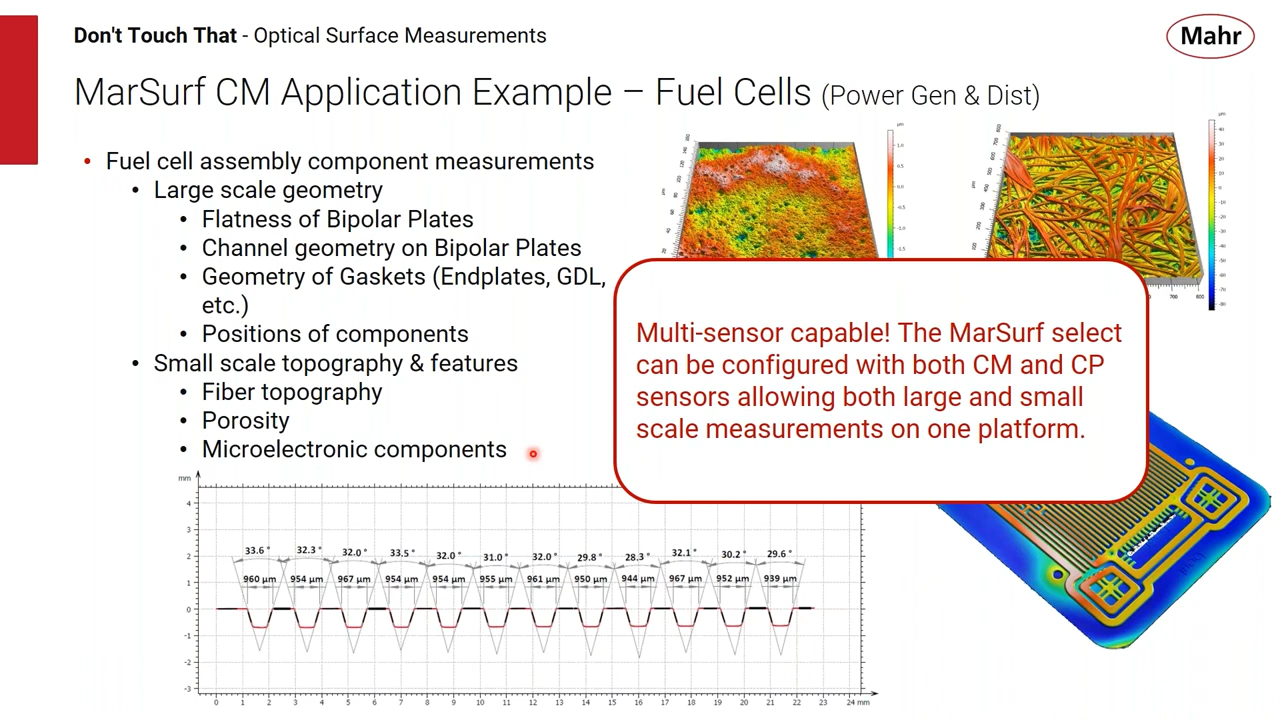 Don't Touch That - Optical Surface Measurements
Mahr
MarSurf CM Application Example – Fuel Cells (Power Gen & Dist)
• Fuel cell assembly component measurements
• Large scale geometry
• Flatness of Bipolar Plates
• Channel geometry on Bipolar Plates
• Geometry of Gaskets (Endplates, GDL,
etc.)
• Positions of components
• Small scale topography & features
• Fiber topography
• Porosity
• Microelectronic components
Multi-sensor capable! The MarSurf select
can be configured with both CM and CP
sensors allowing both large and small
scale measurements on one platform.
mm
4
3
2
1
0
-1
-2
-3
33.6 ° 32.3 ° 32.0 ° 33.5 ° 32.0 ° 31.0 ° 32.0 ° 29.8 ° 28.3 ° 32.1 ° 30.2 ° 29.6 °
960 µm 954 µm 967 µm 954 µm 954 µm 955 µm 961 µm 950 µm 944 µm 967 µm 952 µm 939 µm
0 1 2 3 4 5 6 7 8 9 10 11 12 13 14 15 16 17 18 19 20 21 22 23 24 mm